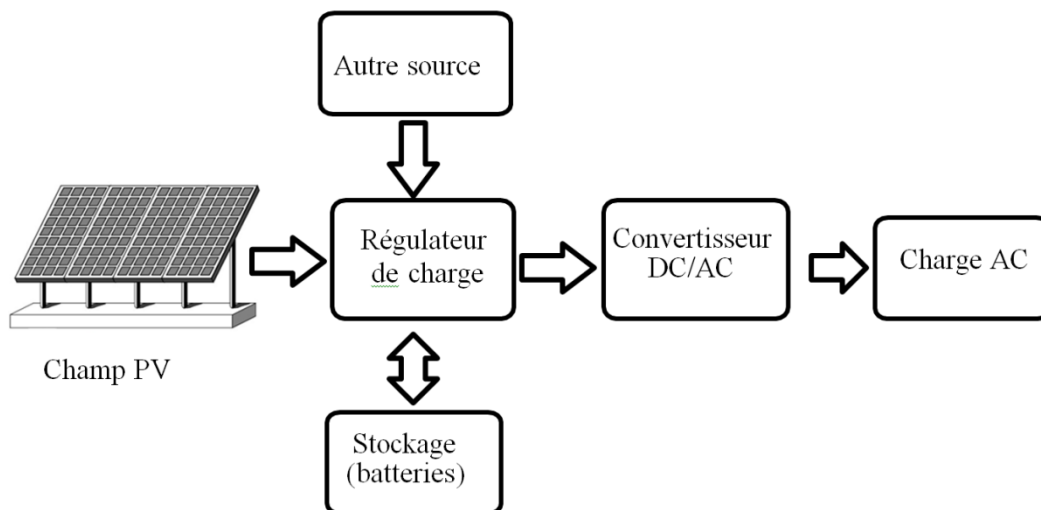 Autre source
Régulateur
de charge
Convertisseur
DC/AC
Charge AC
Champ PV
Stockage
(batteries)